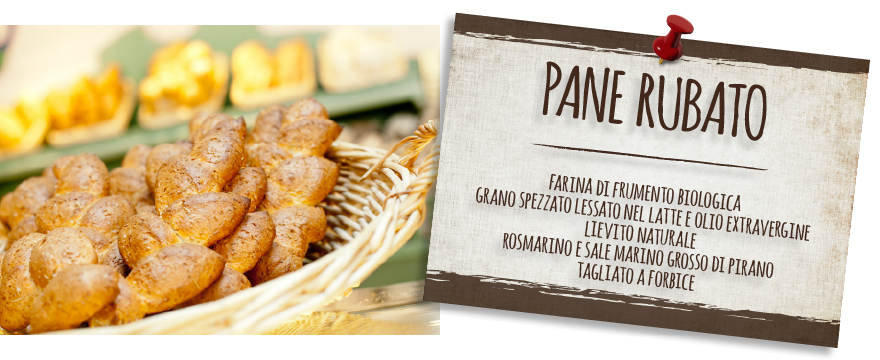 PANE RUBATO
FARINA DI FRUMENTO BIOLOGICA
GRANO SPEZZATO LESSATO NEL LATTE E OLIO EXTRAVERGINE
LIEVITO NATURALE
ROSMARINO E SALE MARINO GROSSO DI PIRANO
TAGLIATO A FORBICE